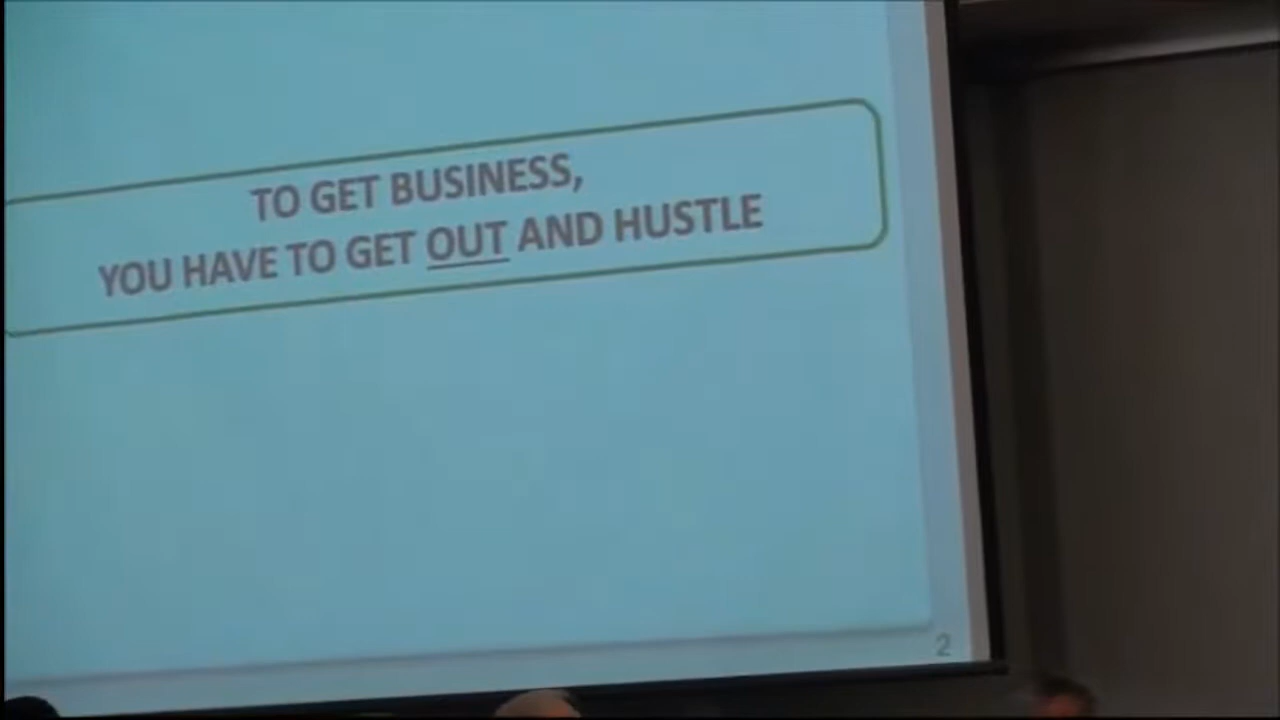 TO GET BUSINESS,
YOU HAVE TO GET OUT AND HUSTLE
2